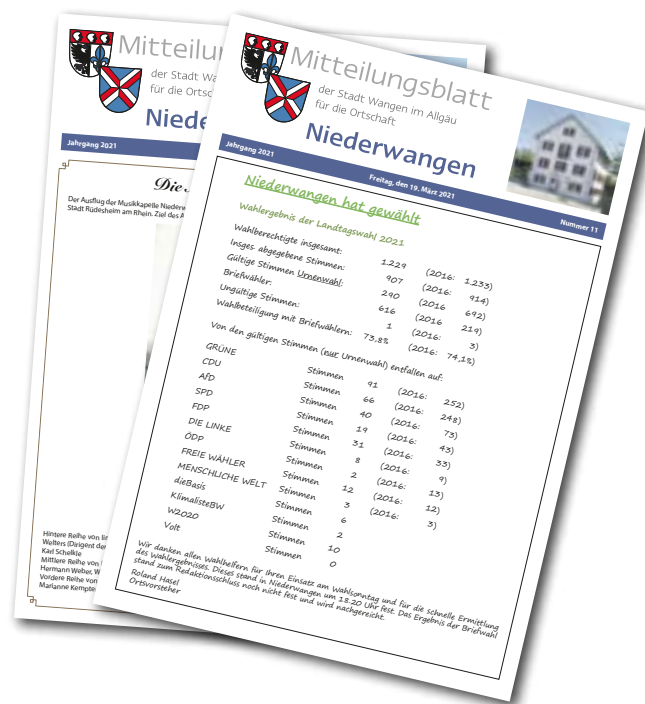 Mitteilun
der Stadt Wa
für die Ortsc
Niede
Jahrgang 2021
Der Ausflug der Musikkapelle Niederw
Stadt Rüdesheim am Rhein. Ziel des A
Hintere Reihe von lin
Welters (Dirigent der
Karl Schelkle
Mittlere Reihe von
Hermann Weber, W
Vordere Reihe von
Marianne Kempter
Mitteilungsblatt
der Stadt Wangen im Allgäu
für die Ortschaft
Niederwangen
Jahrgang 2021 Freitag, den 19. März 2021 Nummer 11
Niederwangen hat gewählt
Wahlergebnis der Landtagswahl 2021
Wahlberechtigte insgesamt: 1.229 (2016: 1.233)
Insges. abgegebene Stimmen: 907 (2016: 914)
Gültige Stimmen Urnenwahl: 290 (2016 692)
Briefwähler: 616 (2016 219)
Ungültige Stimmen: 1 (2016: 3)
Wahlbeteiligung mit Briefwählern: 73,8% (2016: 74,1%)
Von den gültigen Stimmen (nur Urnenwahl) entfallen auf:
GRÜNE Stimmen 91 (2016: 252)
CDU Stimmen 66 (2016: 248)
AfD Stimmen 40 (2016: 73)
SPD Stimmen 19 (2016: 43)
FDP Stimmen 31 (2016: 33)
DIE LINKE Stimmen 8 (2016: 9)
ÖDP Stimmen 2 (2016: 13)
FREIE WÄHLER Stimmen 12 (2016: 12)
MENSCHLICHE WELT Stimmen 3 (2016: 3)
dieBasis Stimmen 6
KlimalisteBW Stimmen 2
W2020 Stimmen 10
Volt Stimmen 0
Wir danken allen Wahlhelfern für Ihren Einsatz am Wahlsonntag und für die schnelle Ermittlung
des Wahlergebnisses. Dieses stand in Niederwangen um 18.20 Uhr fest. Das Ergebnis der Briefwahl
stand zum Redaktionsschluss noch nicht fest und wird nachgereicht.
Roland Hasel
Ortsvorsteher